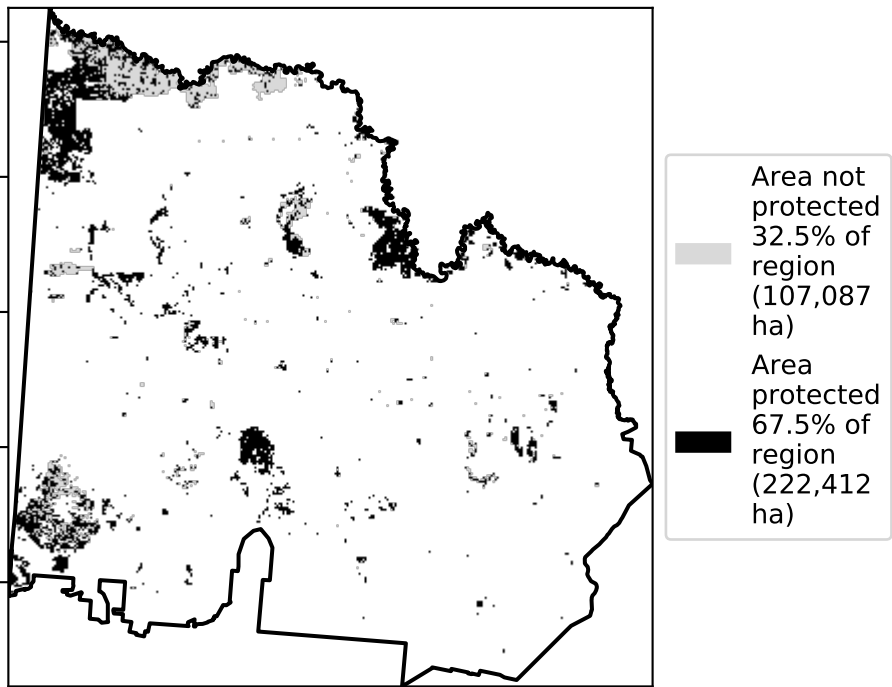 Area not
protected
32.5% of
region
(107,087
ha)
Area
protected
67.5% of
region
(222,412
ha)